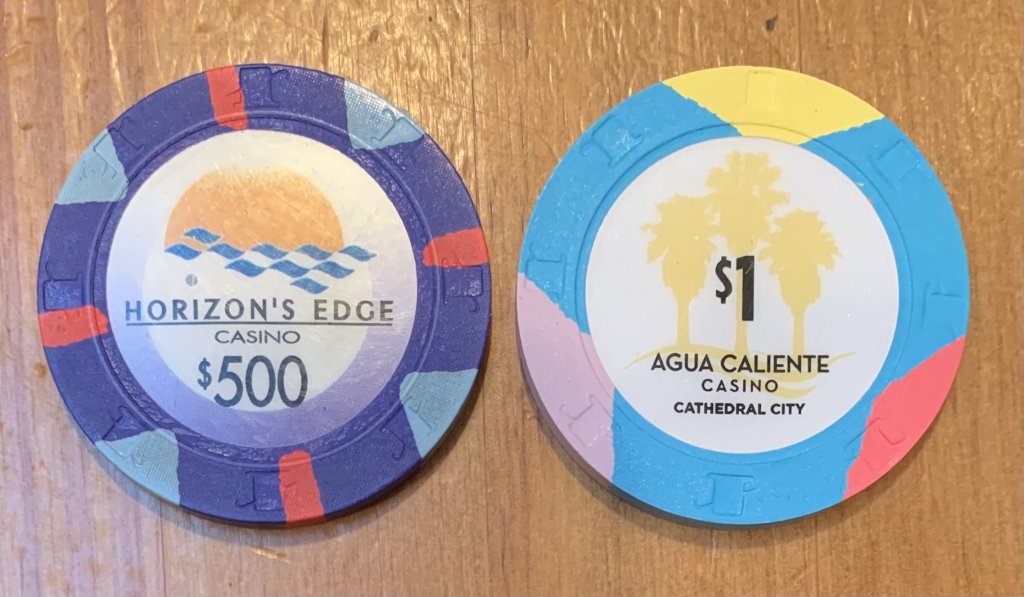 HORIZON'S EDGE
CASINO
$500
$1
AGUA CALIENTE
CASINO
CATHEDRAL CITY